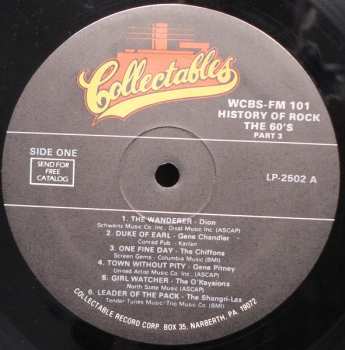 Collectables
WCBS-FM 101
HISTORY OF ROCK
THE 60'S
PART 3
SIDE ONE
SEND FOR
FREE
CATALOG
LP-2502 A
1. THE WANDERER - Dion
Schwartz Music Inc., Disal Music Inc. (ASCAP)
2. DUKE OF EARL - Gene Chandler
Conrad Pub - Karlan
3. ONE FINE DAY - The Chiffons
Screen Gems - Columbia Music (BMI)
4. TOWN WITHOUT PITY - Gene Pitney
United Artist Music Co. Inc. (ASCAP)
5. GIRL WATCHER - The O'Kaysions
North State Music (ASCAP)
6. LEADER OF THE PACK - The Shangri-Las
Tender Tunes Music/Trio Music Co (BMI)
COLLECTABLE RECORD CORP. BOX 35, NARBERTH, PA. 19072